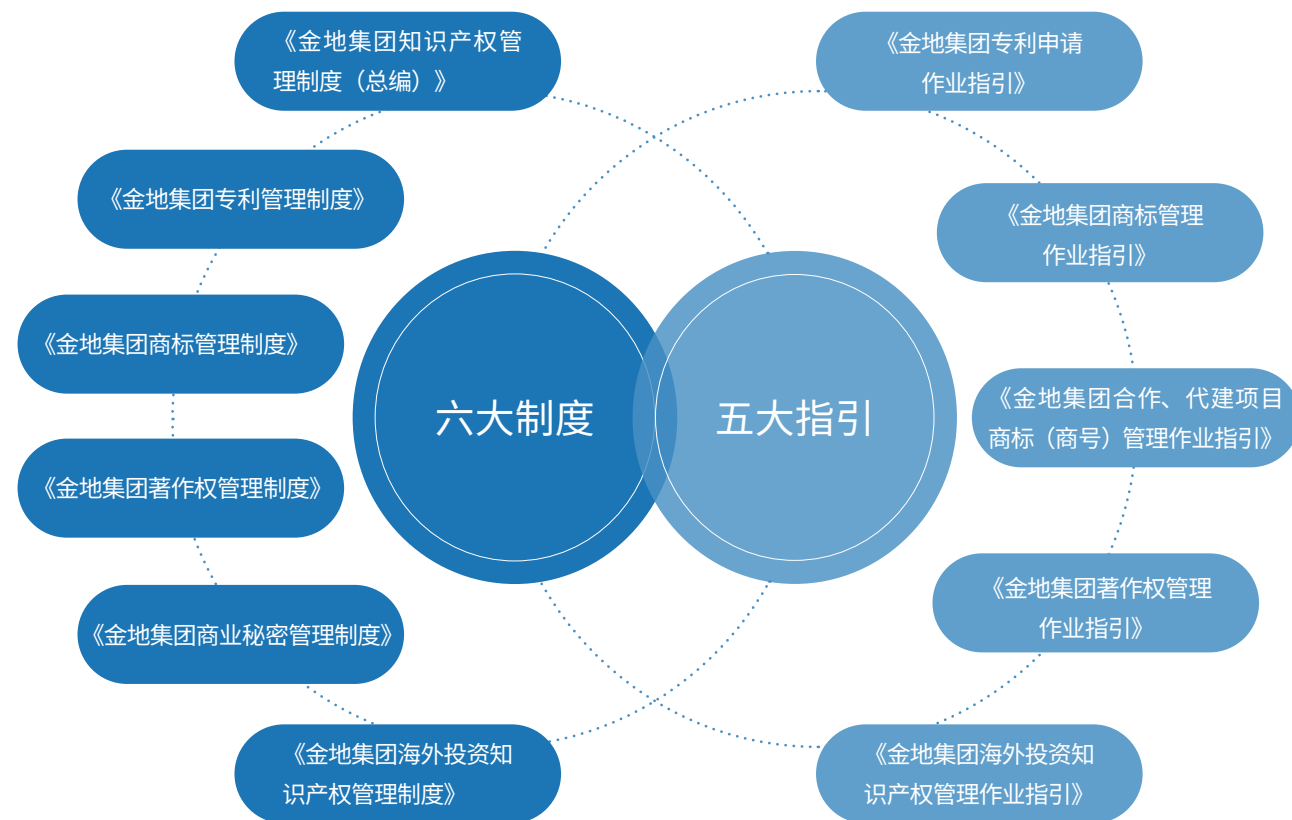 《金地集团知识产权管
理制度（总编）》
《金地集团专利管理制度》
《金地集团商标管理制度》
《金地集团著作权管理制度》
《金地集团商业秘密管理制度》
《金地集团海外投资知
识产权管理制度》
六大制度
五大指引
《金地集团专利申请
作业指引》
《金地集团商标管理
作业指引》
《金地集团合作、代建项目
商标（商号）管理作业指引》
《金地集团著作权管理
作业指引》
《金地集团海外投资知
识产权管理作业指引》